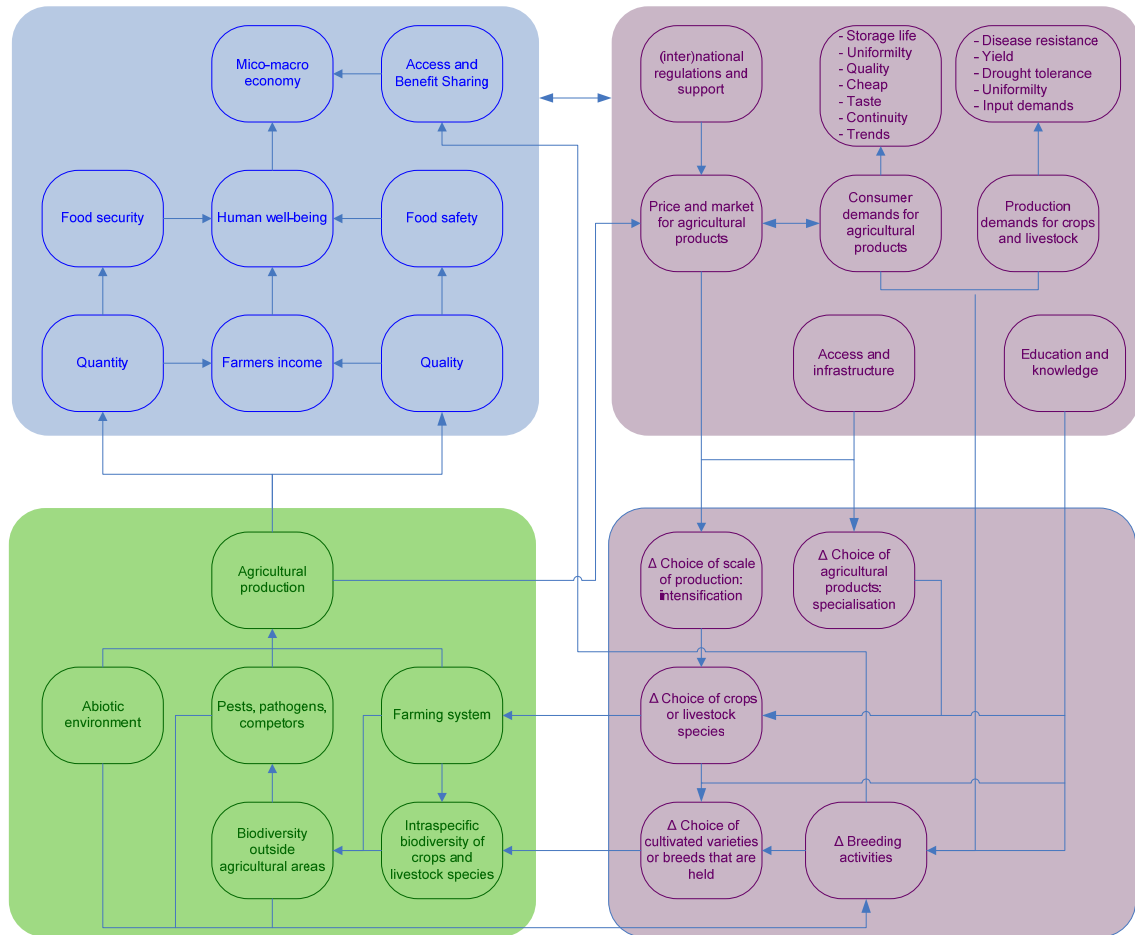 Mico-macro
economy
Access and
Benefit Sharing
Food security
Human well-being
Food safety
Quantity
Farmers income
Quality
(inter)national
regulations and
support
- Storage life
- Uniformilty
- Quality
- Cheap
- Taste
- Continuity
- Trends
- Disease resistance
- Yield
- Drought tolerance
- Uniformilty
- Input demands
Price and market
for agricultural
products
Consumer
demands for
agricultural
products
Production
demands for crops
and livestock
Access and
infrastructure
Education and
knowledge
Agricultural
production
Abiotic
environment
Pests, pathogens,
competors
Farming system
Biodiversity
outside
agricultural areas
Intraspecific
biodiversity of
crops and
livestock species
Δ Choice of scale
of production:
intensification
Δ Choice of
agricultural
products:
specialisation
Δ Choice of crops
or livestock
species
Δ Choice of
cultivated varieties
or breeds that are
held
Δ Breeding
activities